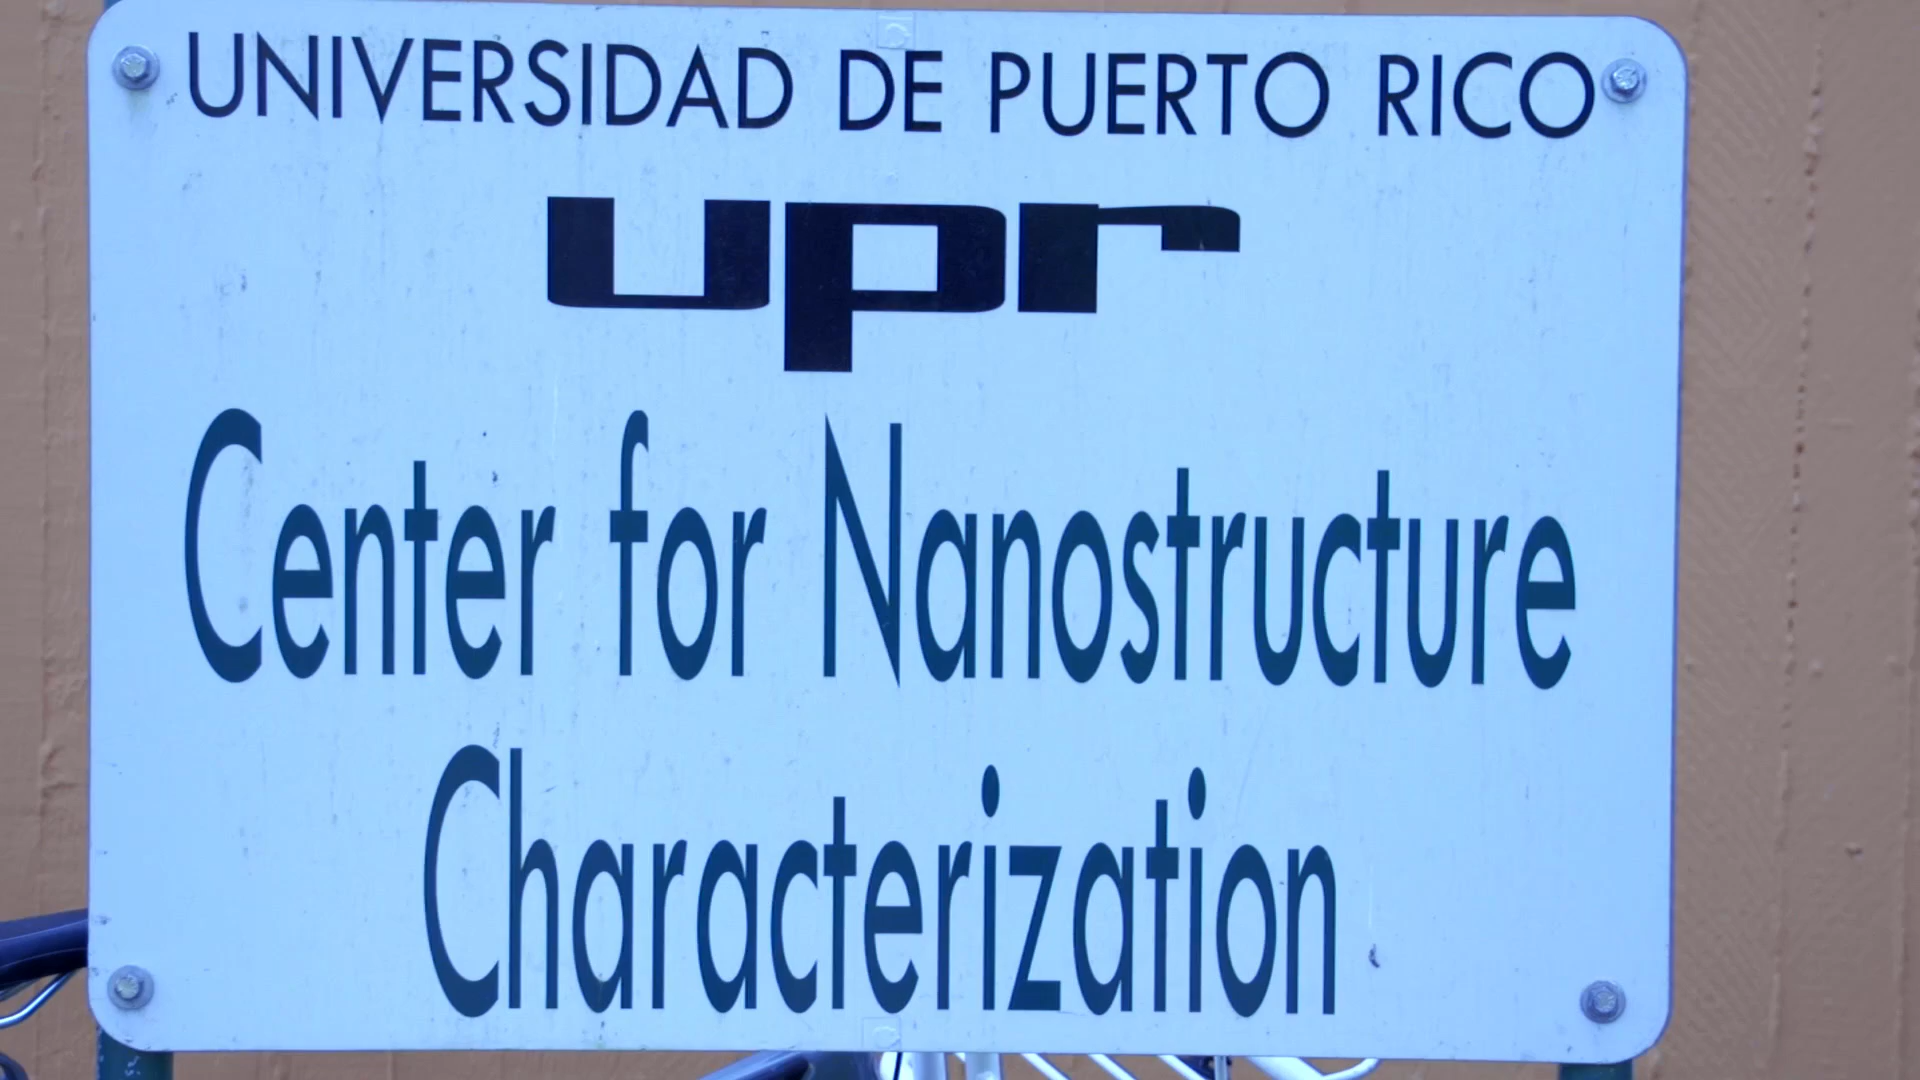 UNIVERSIDAD DE PUERTO RICO
upr
Center for Nanostructure
Characterization